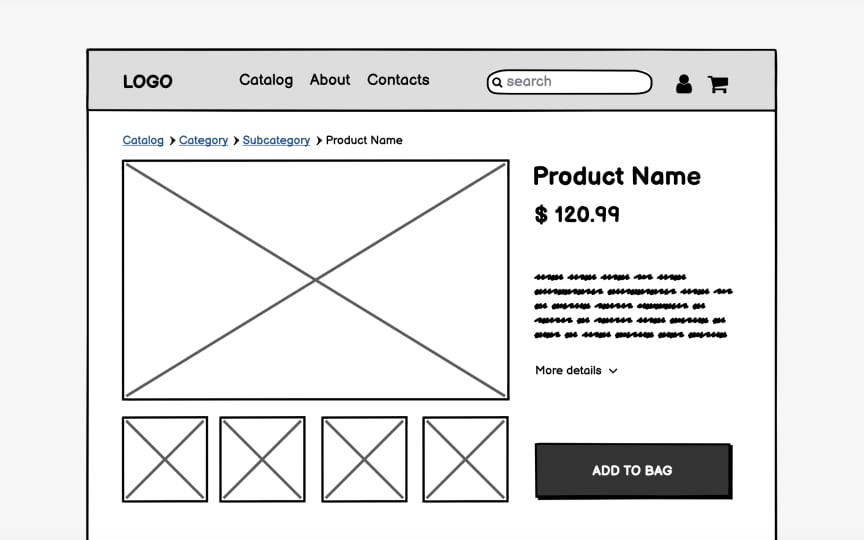 LOGO Catalog About Contacts search
Catalog Category Subcategory Product Name
Product Name
$ 120.99
More details
ADD TO BAG